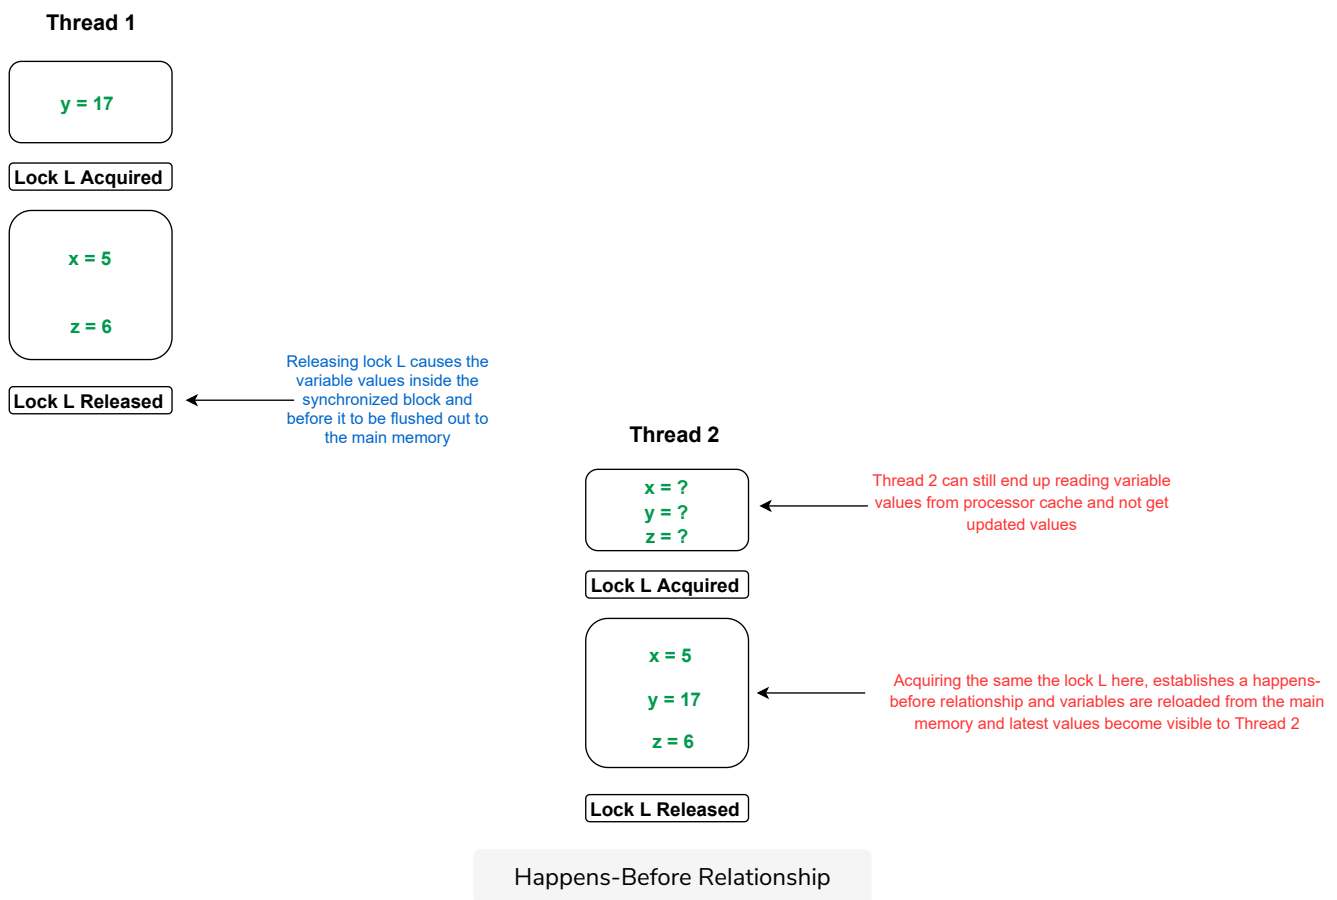 Thread 1
y = 17
Lock L Acquired
x = 5
z = 6
Lock L Released
Releasing lock L causes the
variable values inside the
synchronized block and
before it to be flushed out to
the main memory
Thread 2
x = ?
y = ?
z = ?
Thread 2 can still end up reading variable
values from processor cache and not get
updated values
Lock L Acquired
x = 5
y = 17
z = 6
Acquiring the same the lock L here, establishes a happens-
before relationship and variables are reloaded from the main
memory and latest values become visible to Thread 2
Lock L Released
Happens-Before Relationship